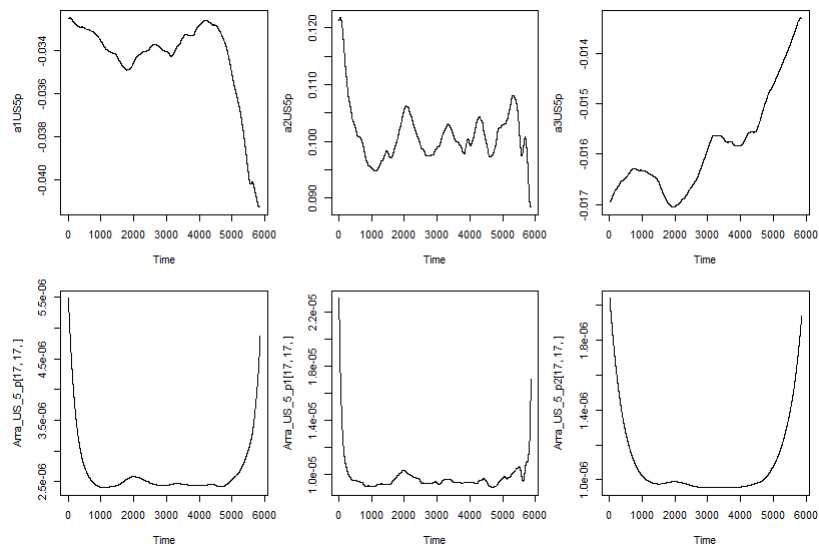 a1US5p
-0.034
-0.036
-0.038
-0.040
0 1000 2000 3000 4000 5000 6000
Time
a2US5p
0.120
0.110
0.100
0.090
0 1000 2000 3000 4000 5000 6000
Time
a3US5p
-0.014
-0.015
-0.016
-0.017
0 1000 2000 3000 4000 5000 6000
Time
Arra_US_5_p[17, 17, ]
5.5e-06
4.5e-06
3.5e-06
2.5e-06
0 1000 2000 3000 4000 5000 6000
Time
Arra_US_5_p1[17, 17, ]
2.2e-05
1.8e-05
1.4e-05
1.0e-05
0 1000 2000 3000 4000 5000 6000
Time
Arra_US_5_p2[17, 17, ]
1.8e-06
1.4e-06
1.0e-06
0 1000 2000 3000 4000 5000 6000
Time